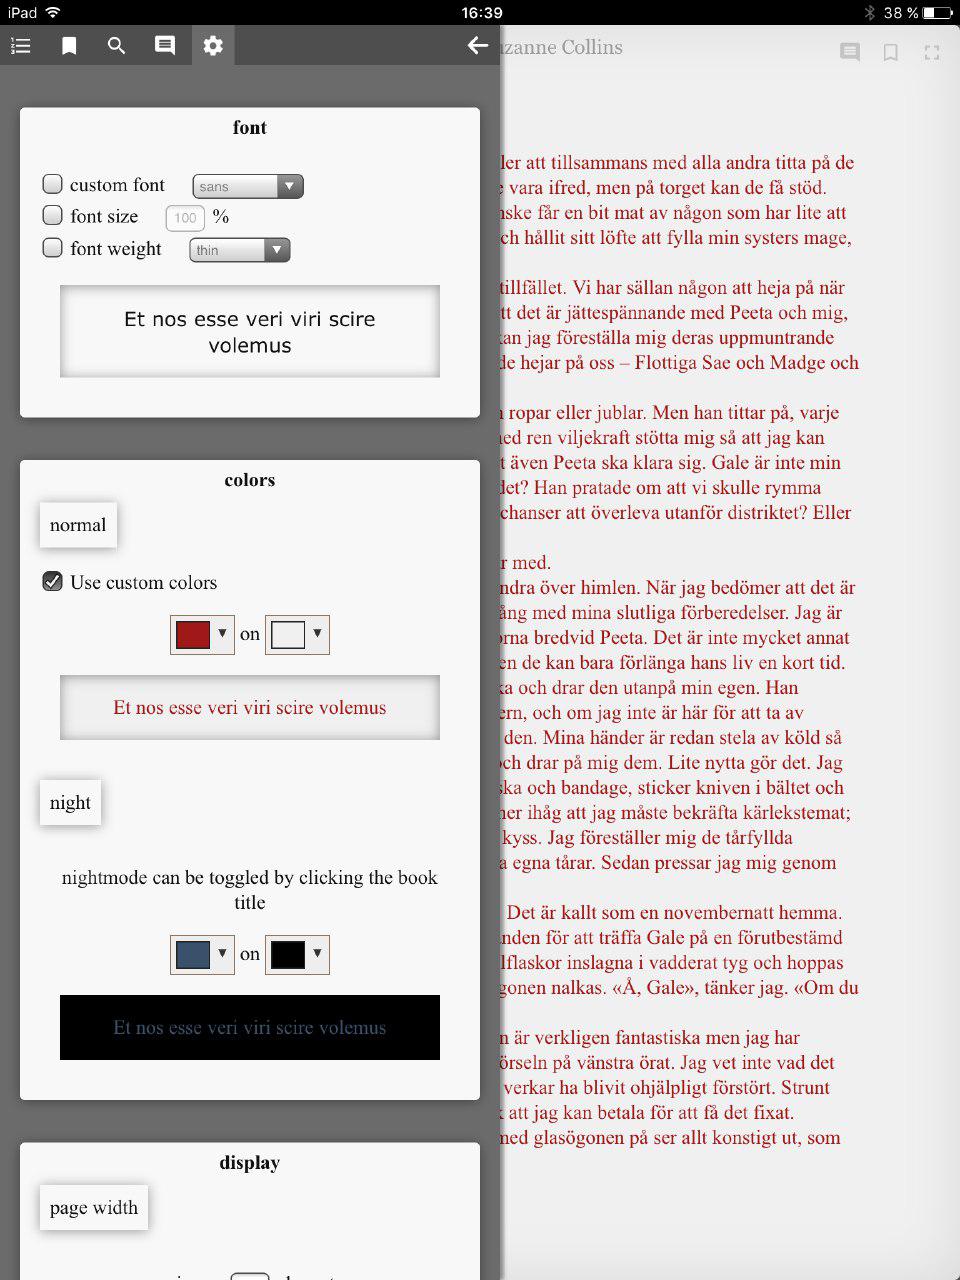 iPad
16:39
38 %
zanne Collins
font
custom font
sans
font size
100
%
font weight
thin
Et nos esse veri viri scire
volemus
colors
normal
Use custom colors
on
Et nos esse veri viri scire volemus
night
nightmode can be toggled by clicking the book
title
on
Et nos esse veri viri scire volemus
display
page width
ler att tillsammans med alla andra titta på de
vara ifred, men på torget kan de få stöd.
nske får en bit mat av någon som har lite att
ch hållit sitt löfte att fylla min systers mage,
tillfället. Vi har sällan någon att heja på när
tt det är jättespännande med Peeta och mig,
kan jag föreställa mig deras uppmuntrande
de hejar på oss – Flottiga Sae och Madge och
ropar eller jublar. Men han tittar på, varje
ned ren viljekraft stötta mig så att jag kan
t även Peeta ska klara sig. Gale är inte min
det? Han pratade om att vi skulle rymma
chanser att överleva utanför distriktet? Eller
r med.
ndra över himlen. När jag bedömer att det är
ång med mina slutliga förberedelser. Jag är
orna bredvid Peeta. Det är inte mycket annat
en de kan bara förlänga hans liv en kort tid.
ka och drar den utanpå min egen. Han
ern, och om jag inte är här för att ta av
den. Mina händer är redan stela av köld så
och drar på mig dem. Lite nytta gör det. Jag
ska och bandage, sticker kniven i bältet och
ner ihåg att jag måste bekräfta kärlekstemat;
kyss. Jag föreställer mig de tårfyllda
a egna tårar. Sedan pressar jag mig genom
Det är kallt som en novembernatt hemma.
nden för att träffa Gale på en förutbestämd
lflaskor inslagna i vadderat tyg och hoppas
gonen nalkas. «Å, Gale», tänker jag. «Om du
n är verkligen fantastiska men jag har
örseln på vänstra örat. Jag vet inte vad det
verkar ha blivit ohjälpligt förstört. Strunt
att jag kan betala för att få det fixat.
ned glasögonen på ser allt konstigt ut, som